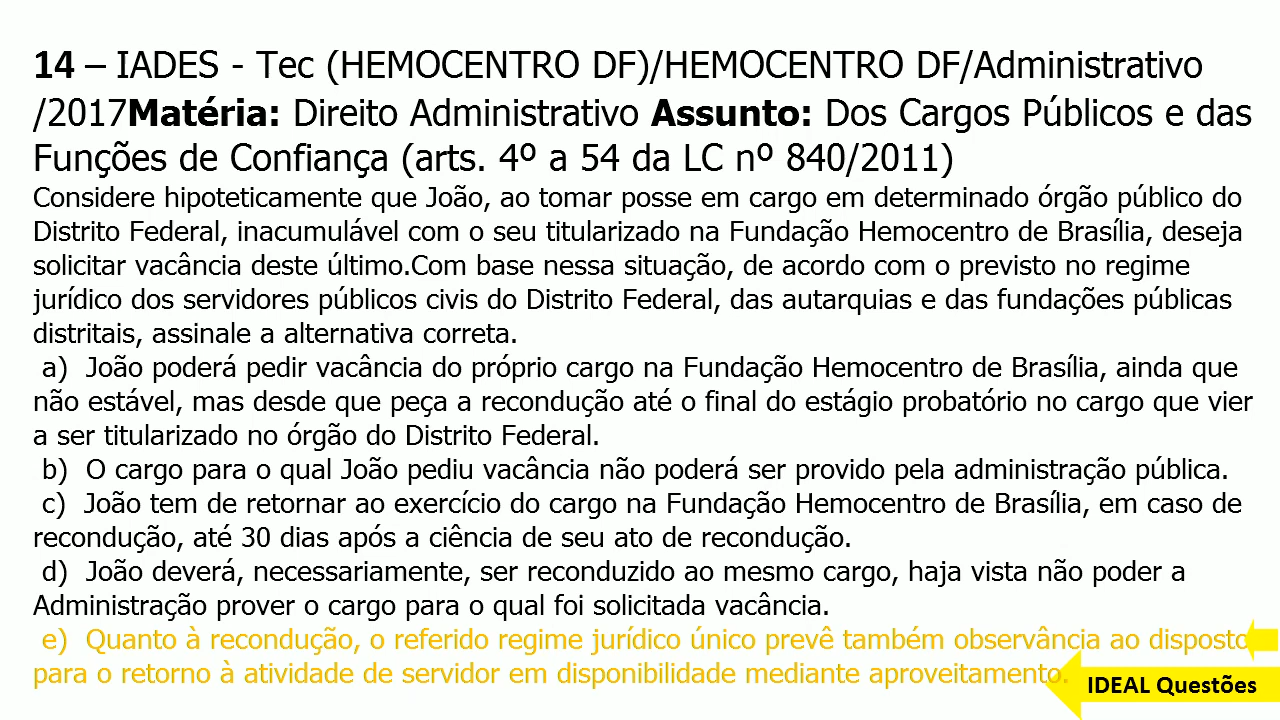 14 – IADES - Tec (HEMOCENTRO DF)/HEMOCENTRO DF/Administrativo
/2017Matéria: Direito Administrativo Assunto: Dos Cargos Públicos e das
Funções de Confiança (arts. 4º a 54 da LC nº 840/2011)
Considere hipoteticamente que João, ao tomar posse em cargo em determinado órgão público do
Distrito Federal, inacumulável com o seu titularizado na Fundação Hemocentro de Brasília, deseja
solicitar vacância deste último.Com base nessa situação, de acordo com o previsto no regime
jurídico dos servidores públicos civis do Distrito Federal, das autarquias e das fundações públicas
distritais, assinale a alternativa correta.
a) João poderá pedir vacância do próprio cargo na Fundação Hemocentro de Brasília, ainda que
não estável, mas desde que peça a recondução até o final do estágio probatório no cargo que vier
a ser titularizado no órgão do Distrito Federal.
b) O cargo para o qual João pediu vacância não poderá ser provido pela administração pública.
c) João tem de retornar ao exercício do cargo na Fundação Hemocentro de Brasília, em caso de
recondução, até 30 dias após a ciência de seu ato de recondução.
d) João deverá, necessariamente, ser reconduzido ao mesmo cargo, haja vista não poder a
Administração prover o cargo para o qual foi solicitada vacância.
e) Quanto à recondução, o referido regime jurídico único prevê também observância ao disposto
para o retorno à atividade de servidor em disponibilidade mediante aproveitamento.
IDEAL Questões